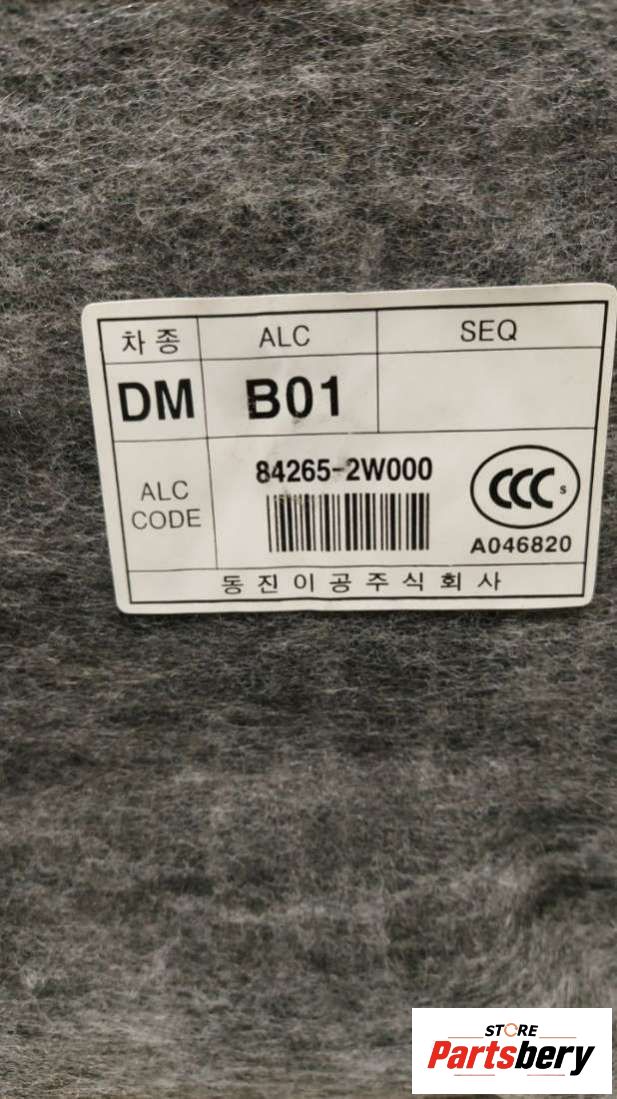 차종 ALC SEQ
DM B01
84265-2W000
ALC
CODE
CCC S
A046820
동진이공주식회사
STORE
Partsbery